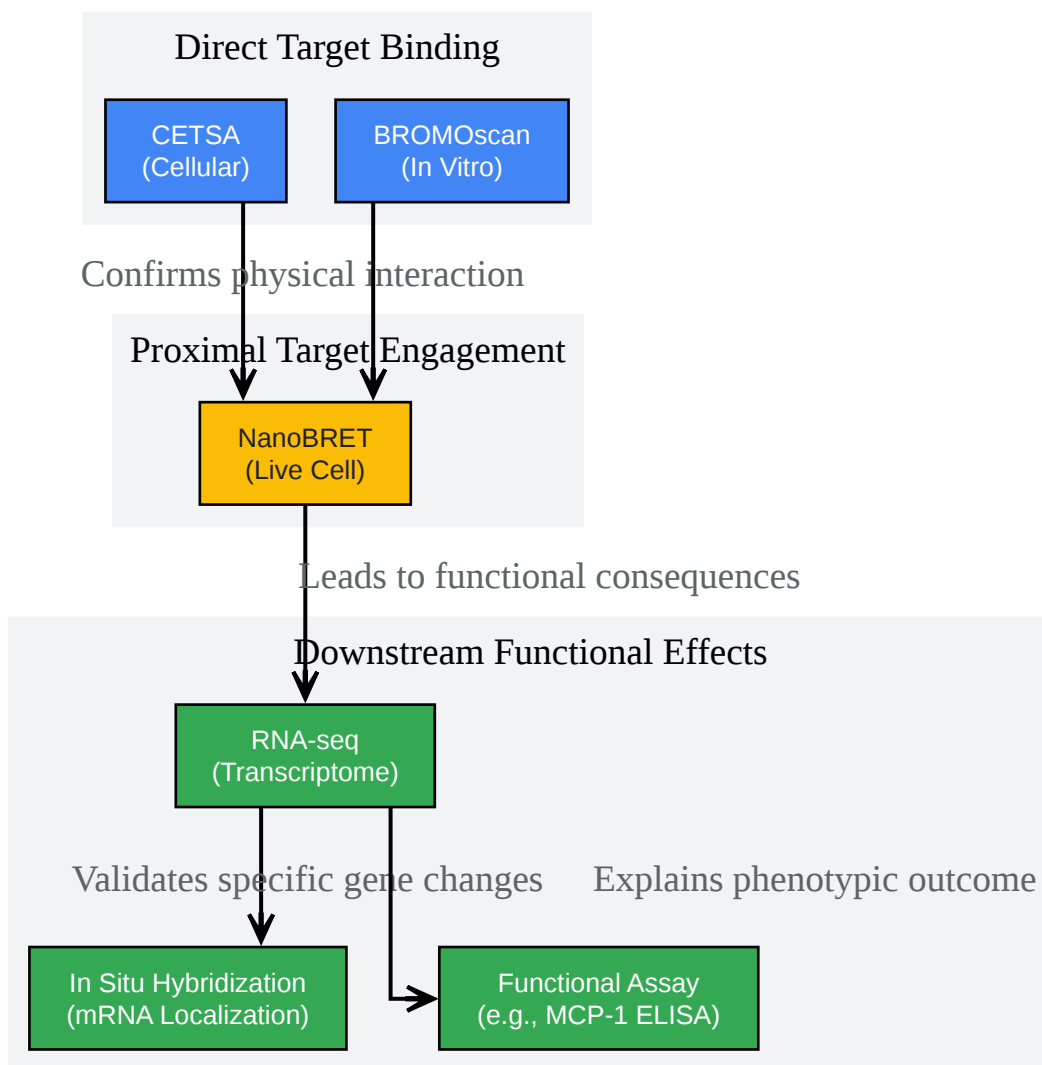 Direct Target Binding
CETSA
(Cellular)
BROMOscan
(In Vitro)
Confirms physical interaction
Proximal Target Engagement
NanoBRET
(Live Cell)
Leads to functional consequences
Downstream Functional Effects
RNA-seq
(Transcriptome)
Validates specific gene changes
Explains phenotypic outcome
In Situ Hybridization
(mRNA Localization)
Functional Assay
(e.g., MCP-1 ELISA)